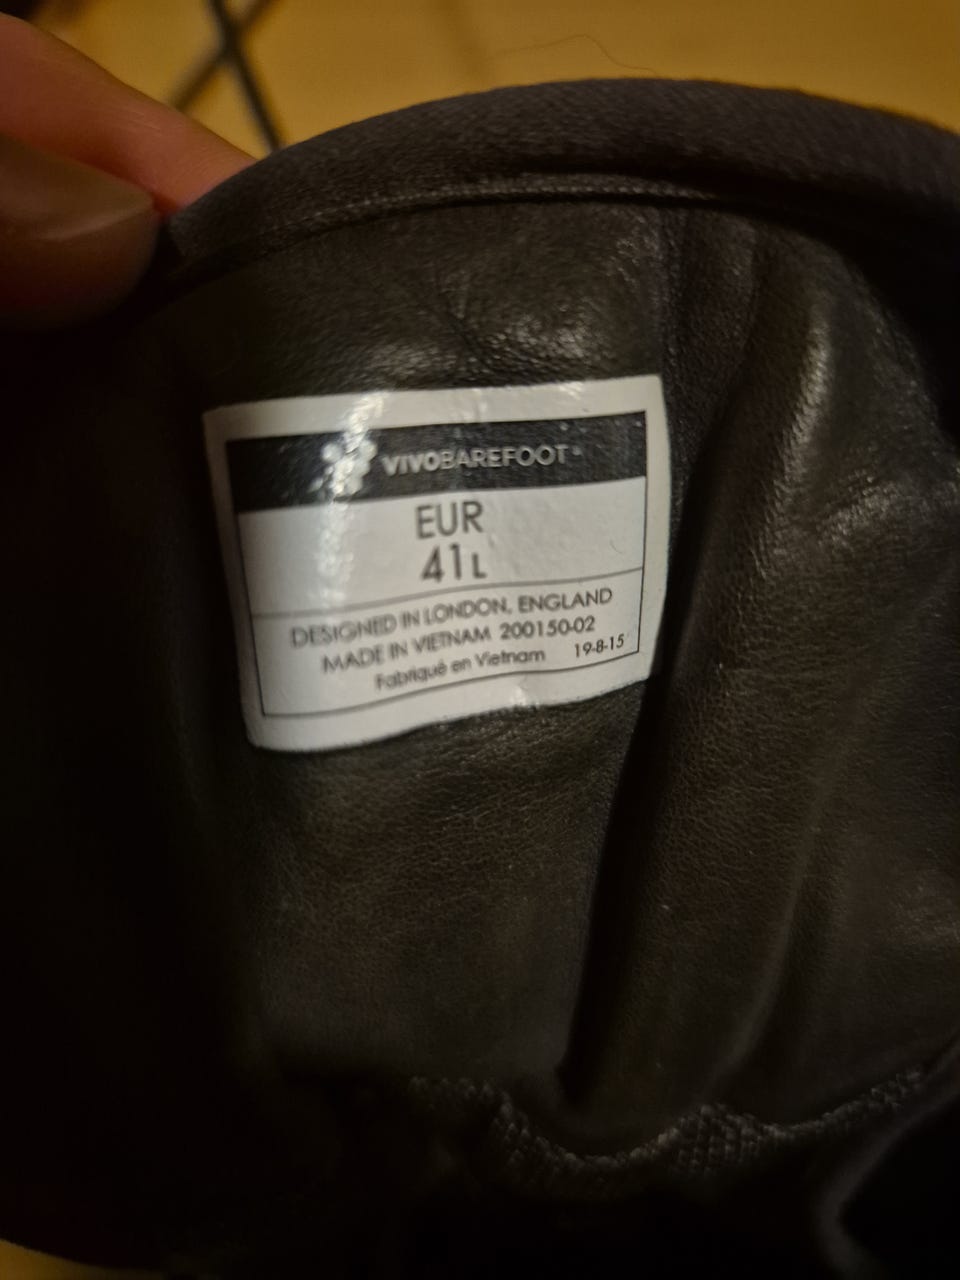 VIVOBAREFOOT
EUR
41L
DESIGNED IN LONDON, ENGLAND
MADE IN VIETNAM 200150-02
Fabriqué en Vietnam 19-8-15